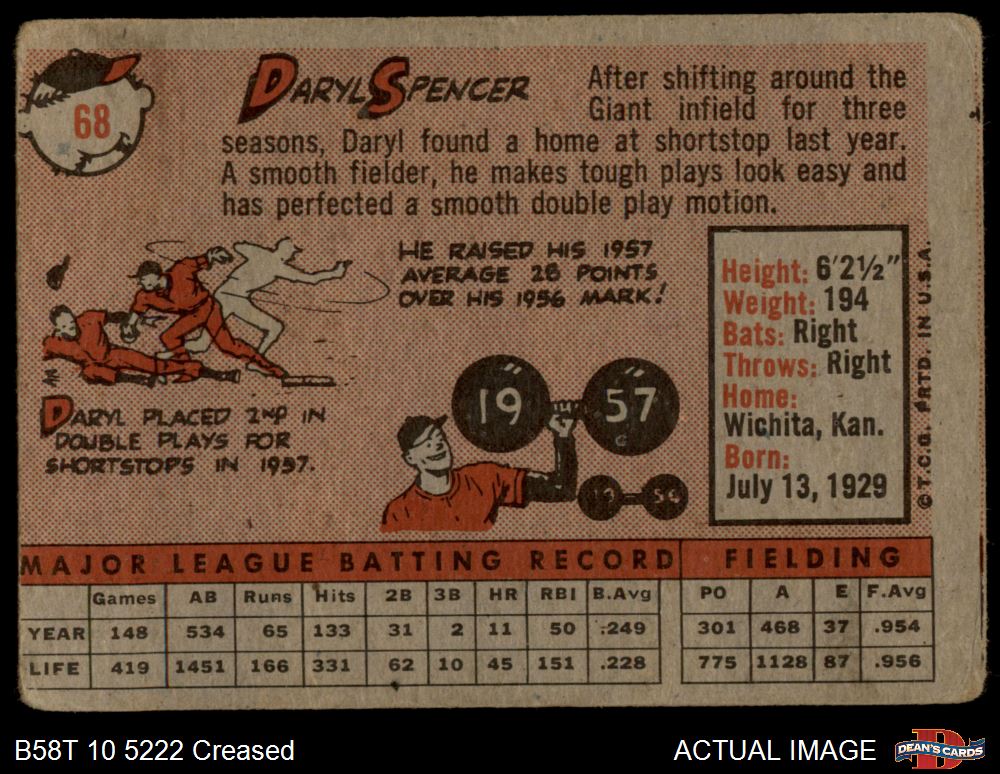 68
DARYL SPENCER
After shifting around the
Giant infield for three
seasons, Daryl found a home at shortstop last year.
A smooth fielder, he makes tough plays look easy and
has perfected a smooth double play motion.
HE RAISED HIS 1957
AVERAGE 28 POINTS
OVER HIS 1956 MARK!
DARYL PLACED 2ND IN
DOUBLE PLAYS FOR
SHORTSTOPS IN 1957.
19 57
19 56
Height: 6'2½"
Weight: 194
Bats: Right
Throws: Right
Home:
Wichita, Kan.
Born:
July 13, 1929
©T.C.G. PRTD. IN U.S.A.
MAJOR LEAGUE BATTING RECORD FIELDING
Games AB Runs Hits 2B 3B HR RBI B.Avg PO A E F.Avg
YEAR 148 534 65 133 31 2 11 50 .249 301 468 37 .954
LIFE 419 1451 166 331 62 10 45 151 .228 775 1128 87 .956
B58T 10 5222 Creased
ACTUAL IMAGE
D
DEAN'S CARDS